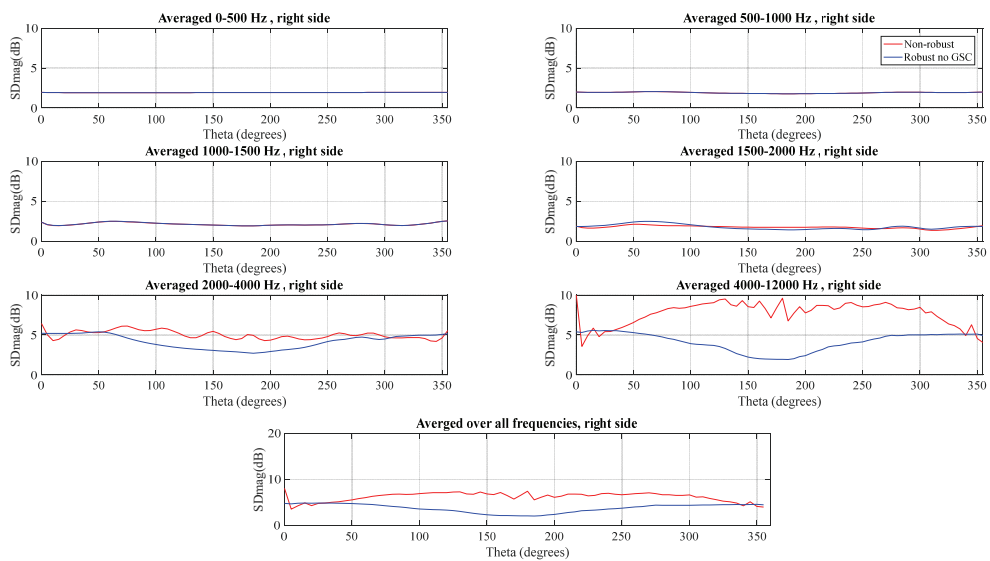 Averaged 0-500 Hz , right side
10
5
0
SDmag(dB)
0 50 100 150 200 250 300 350
Theta (degrees)
Averaged 500-1000 Hz , right side
Non-robust
Robust no GSC
10
5
0
SDmag(dB)
0 50 100 150 200 250 300 350
Theta (degrees)
Averaged 1000-1500 Hz , right side
10
5
0
SDmag(dB)
0 50 100 150 200 250 300 350
Theta (degrees)
Averaged 1500-2000 Hz , right side
10
5
0
SDmag(dB)
0 50 100 150 200 250 300 350
Theta (degrees)
Averaged 2000-4000 Hz , right side
10
5
0
SDmag(dB)
0 50 100 150 200 250 300 350
Theta (degrees)
Averaged 4000-12000 Hz , right side
10
5
0
SDmag(dB)
0 50 100 150 200 250 300 350
Theta (degrees)
Averged over all frequencies, right side
20
10
0
SDmag(dB)
0 50 100 150 200 250 300 350
Theta (degrees)